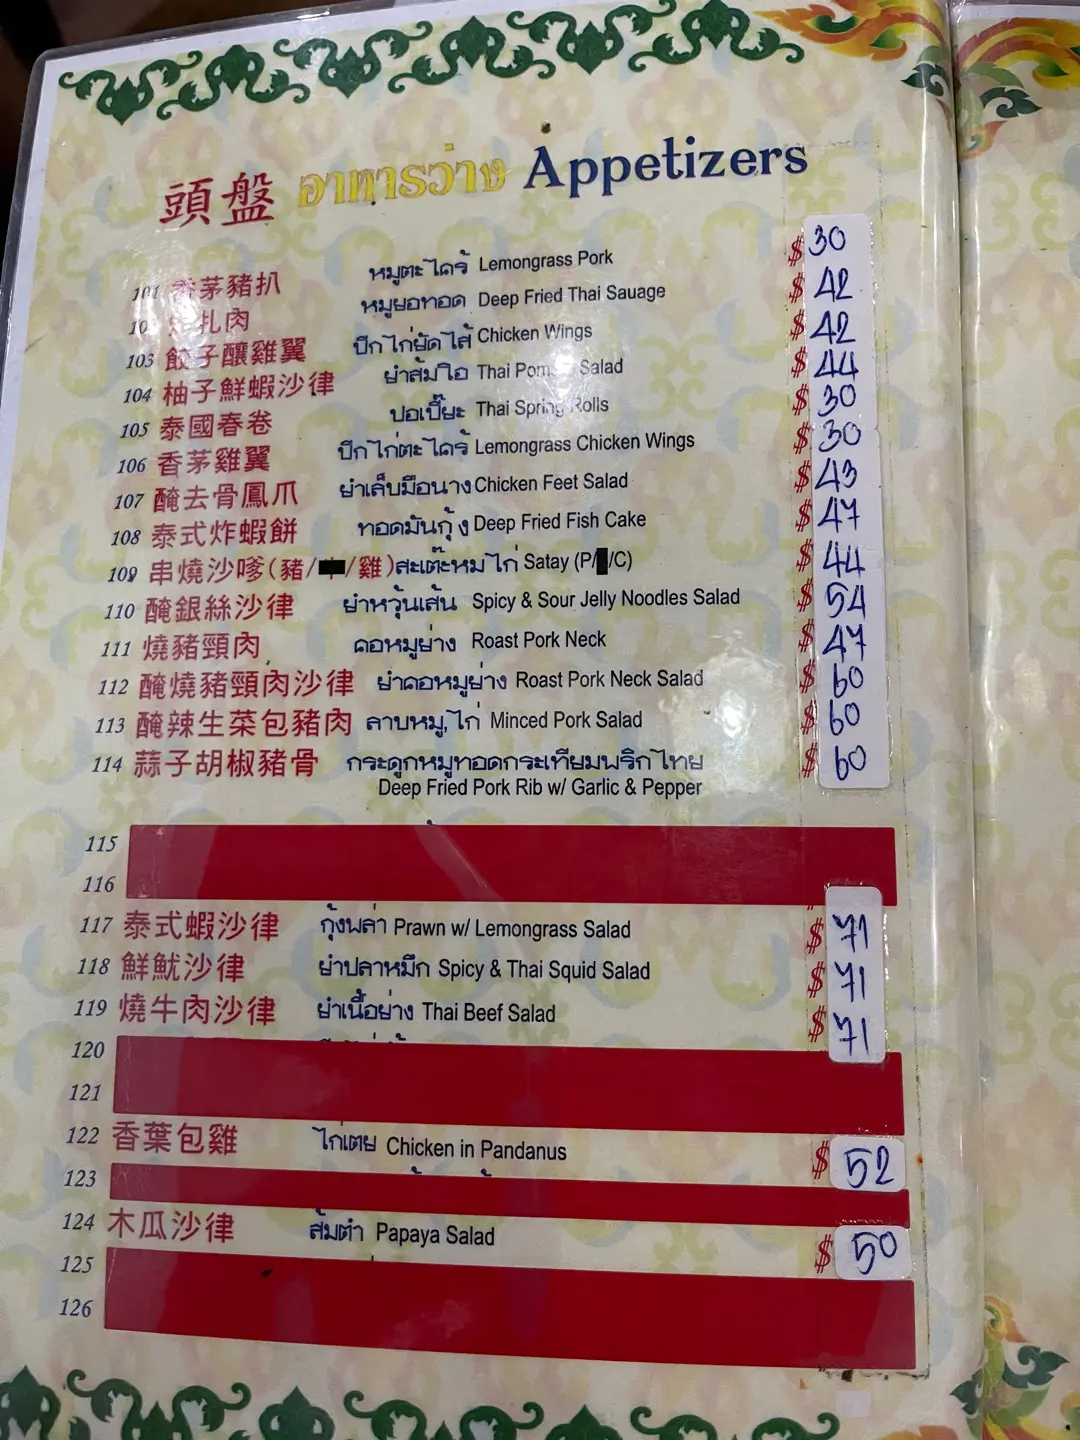 頭盤 อาหารว่าง Appetizers
101 香茅豬扒 หมูตะไคร้ Lemongrass Pork $ 30
扎肉 หมูยอทอด Deep Fried Thai Sauage $ 42
103 餃子釀雞翼 ปีกไก่ยัดไส้ Chicken Wings $ 42
104 柚子鮮蝦沙律 ยำส้มโอ Thai Salad $ 44
105 泰國春卷 ปอเปี๊ยะ Thai Spring Rolls $ 30
106 香茅雞翼 ปีกไก่ตะไคร้ Lemongrass Chicken Wings $ 30
107 醃去骨鳳爪 ยำเล็บมือนาง Chicken Feet Salad $ 43
108 泰式炸蝦餅 ทอดมันกุ้ง Deep Fried Fish Cake $ 47
109 串燒沙嗲(豬/ /雞) สะเต๊ะหมูไก่ Satay (P/ /C) $ 44
110 醃銀絲沙律 ยำหวุ้นเส้น Spicy & Sour Jelly Noodles Salad $ 54
111 燒豬頸肉 คอหมูย่าง Roast Pork Neck $ 47
112 醃燒豬頸肉沙律 ยำคอหมูย่าง Roast Pork Neck Salad $ 60
113 醃辣生菜包豬肉 ลาบหมู,ไก่ Minced Pork Salad $ 60
114 蒜子胡椒豬骨 กระดูกหมูทอดกระเทียมพริกไทย $ 60
Deep Fried Pork Rib w/ Garlic & Pepper
115
116
117 泰式蝦沙律 กุ้งพล่า Prawn w/ Lemongrass Salad $ 71
118 鮮魷沙律 ยำปลาหมึก Spicy & Thai Squid Salad $ 71
119 燒牛肉沙律 ยำเนื้อย่าง Thai Beef Salad $ 71
120
121
122 香葉包雞 ไก่เตย Chicken in Pandanus $ 52
123
124 木瓜沙律 ส้มตำ Papaya Salad $ 50
125
126